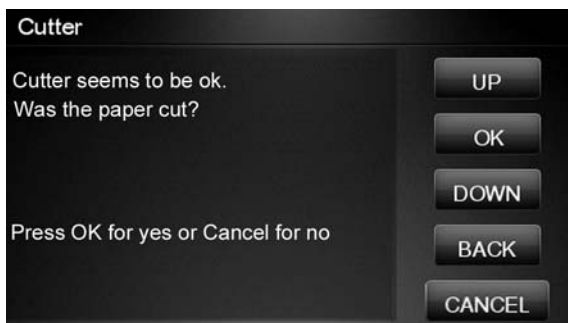 Cutter
Cutter seems to be ok.
Was the paper cut?
Press OK for yes or Cancel for no
UP
OK
DOWN
BACK
CANCEL